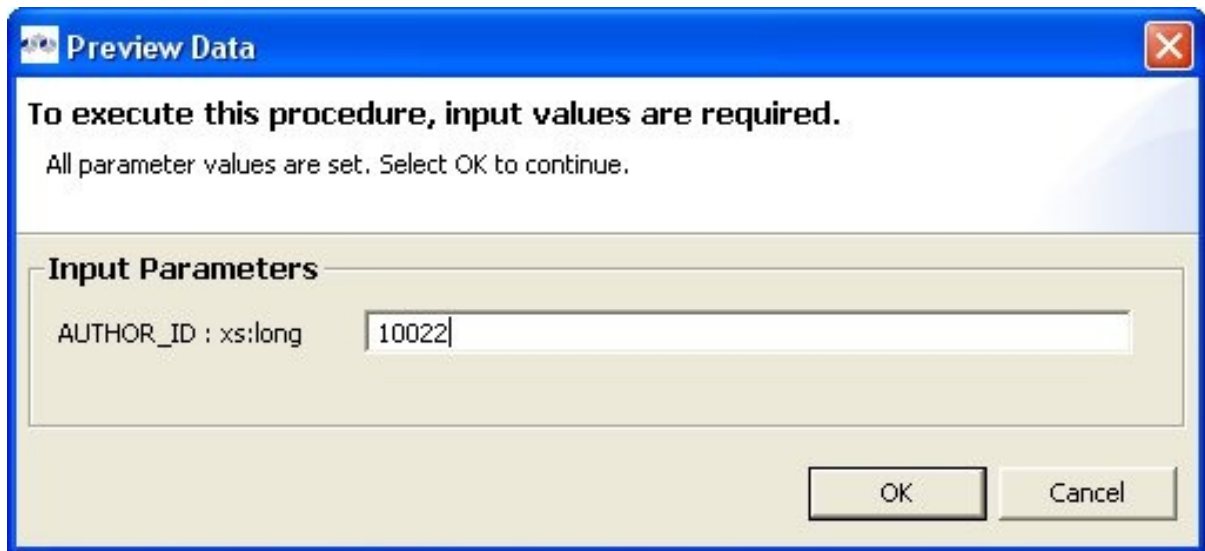 Preview Data
To execute this procedure, input values are required.
All parameter values are set. Select OK to continue.
Input Parameters
AUTHOR_ID : xs:long 10022
OK Cancel